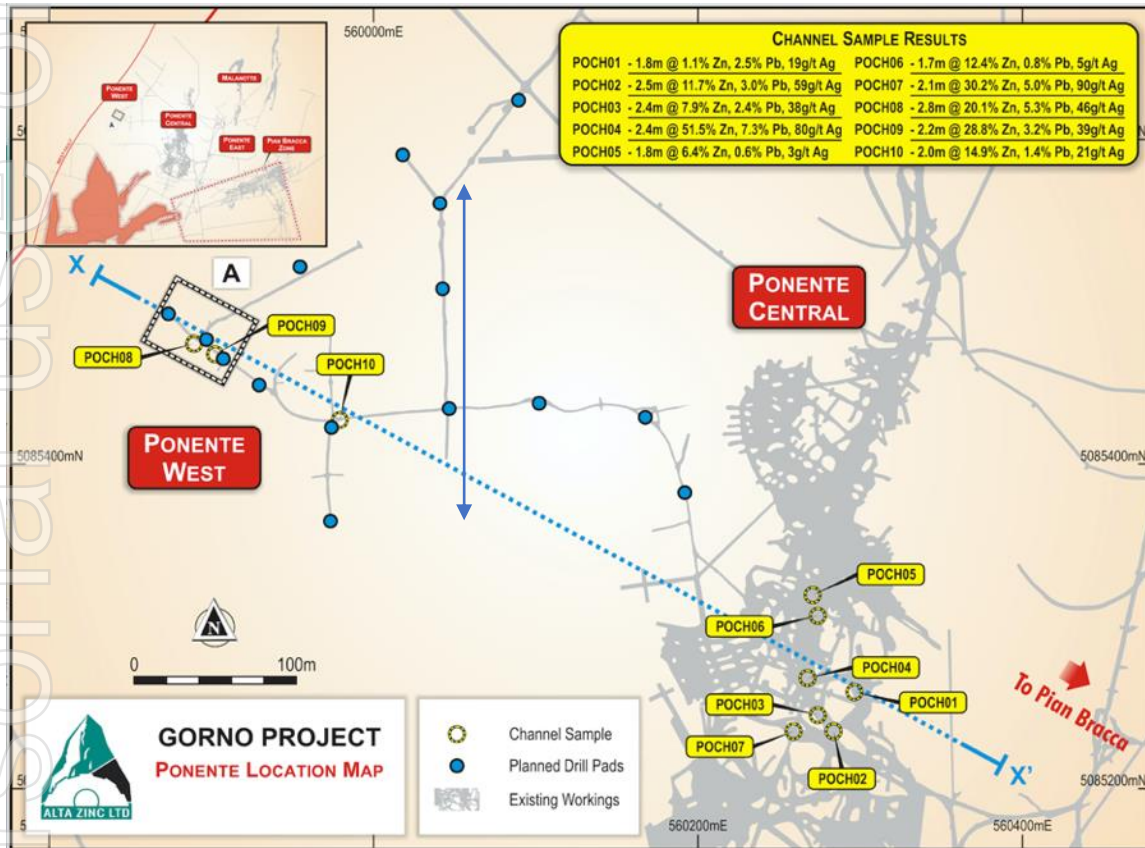 560000mE
CHANNEL SAMPLE RESULTS
POCH01 - 1.8m @ 1.1% Zn, 2.5% Pb, 19g/t Ag
POCH06 - 1.7m @ 12.4% Zn, 0.8% Pb, 5g/t Ag
POCH02 - 2.5m @ 11.7% Zn, 3.0% Pb, 59g/t Ag
POCH07 - 2.1m @ 30.2% Zn, 5.0% Pb, 90g/t Ag
POCH03 - 2.4m @ 7.9% Zn, 2.4% Pb, 38g/t Ag
POCH08 - 2.8m @ 20.1% Zn, 5.3% Pb, 46g/t Ag
POCH04 - 2.4m @ 51.5% Zn, 7.3% Pb, 80g/t Ag
POCH09 - 2.2m @ 28.8% Zn, 3.2% Pb, 39g/t Ag
POCH05 - 1.8m @ 6.4% Zn, 0.6% Pb, 3g/t Ag
POCH10 - 2.0m @ 14.9% Zn, 1.4% Pb, 21g/t Ag
MALANOTTE
PONENTE
WEST
PONENTE
CENTRAL
PONENTE
EAST
PIAN BRACCA
ZONE
X
A
PONENTE
CENTRAL
POCH09
POCH08
POCH10
PONENTE
WEST
5085400mN
5085400mN
POCH05
POCH06
POCH04
POCH01
POCH03
POCH07
POCH02
To Pian Bracca
X'
N
0
100m
GORNO PROJECT
PONENTE LOCATION MAP
ALTA ZINC LTD
Channel Sample
Planned Drill Pads
Existing Workings
5085200mN
560200mE
560400mE